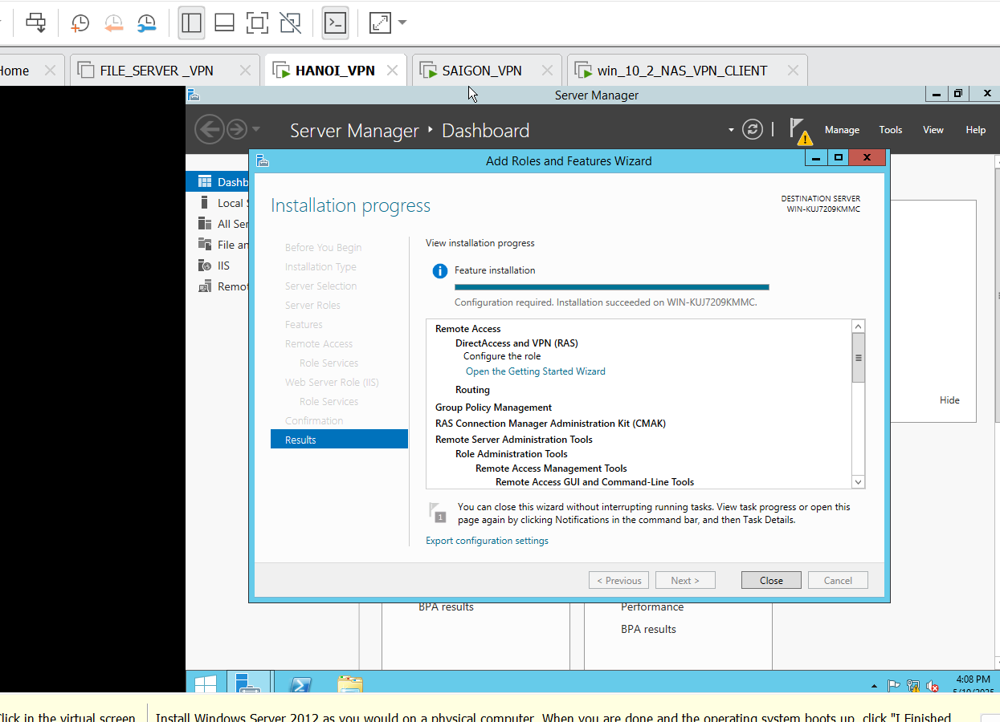 Home
FILE_SERVER _VPN
HANOI_VPN
SAIGON_VPN
win_10_2_NAS_VPN_CLIENT
Server Manager
Server Manager
Dashboard
Manage
Tools
View
Help
Add Roles and Features Wizard
Dashb
Local S
All Ser
File an
IIS
Remot
Installation progress
DESTINATION SERVER
WIN-KUJ7209KMMC
Before You Begin
Installation Type
Server Selection
Server Roles
Features
Remote Access
Role Services
Web Server Role (IIS)
Role Services
Confirmation
Results
View installation progress
Feature installation
Configuration required. Installation succeeded on WIN-KUJ7209KMMC.
Remote Access
DirectAccess and VPN (RAS)
Configure the role
Open the Getting Started Wizard
Routing
Group Policy Management
RAS Connection Manager Administration Kit (CMAK)
Remote Server Administration Tools
Role Administration Tools
Remote Access Management Tools
Remote Access GUI and Command-Line Tools
1
You can close this wizard without interrupting running tasks. View task progress or open this
page again by clicking Notifications in the command bar, and then Task Details.
Export configuration settings
< Previous
Next >
Close
Cancel
Hide
BPA results
Performance
BPA results
4:08 PM
Click in the virtual screen
Install Windows Server 2012 as you would on a physical computer. When you are done and the operating system boots up, click "I Finished